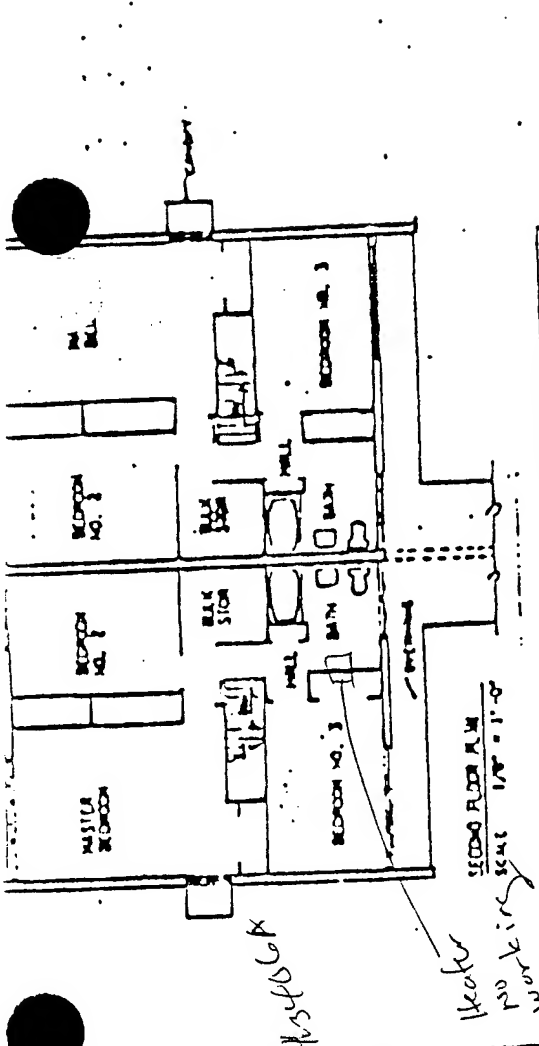 BEDROOM NO. 3
HALL
BATH
BEDROOM
NO. 2
BULK
STOR
BULK
STOR
BEDROOM
NO. 2
HALL
BATH
MASTER
BEDROOM
BEDROOM NO. 3
SECOND FLOOR PLAN
SCALE 1/8" = 1'-0"
Heater
no
working